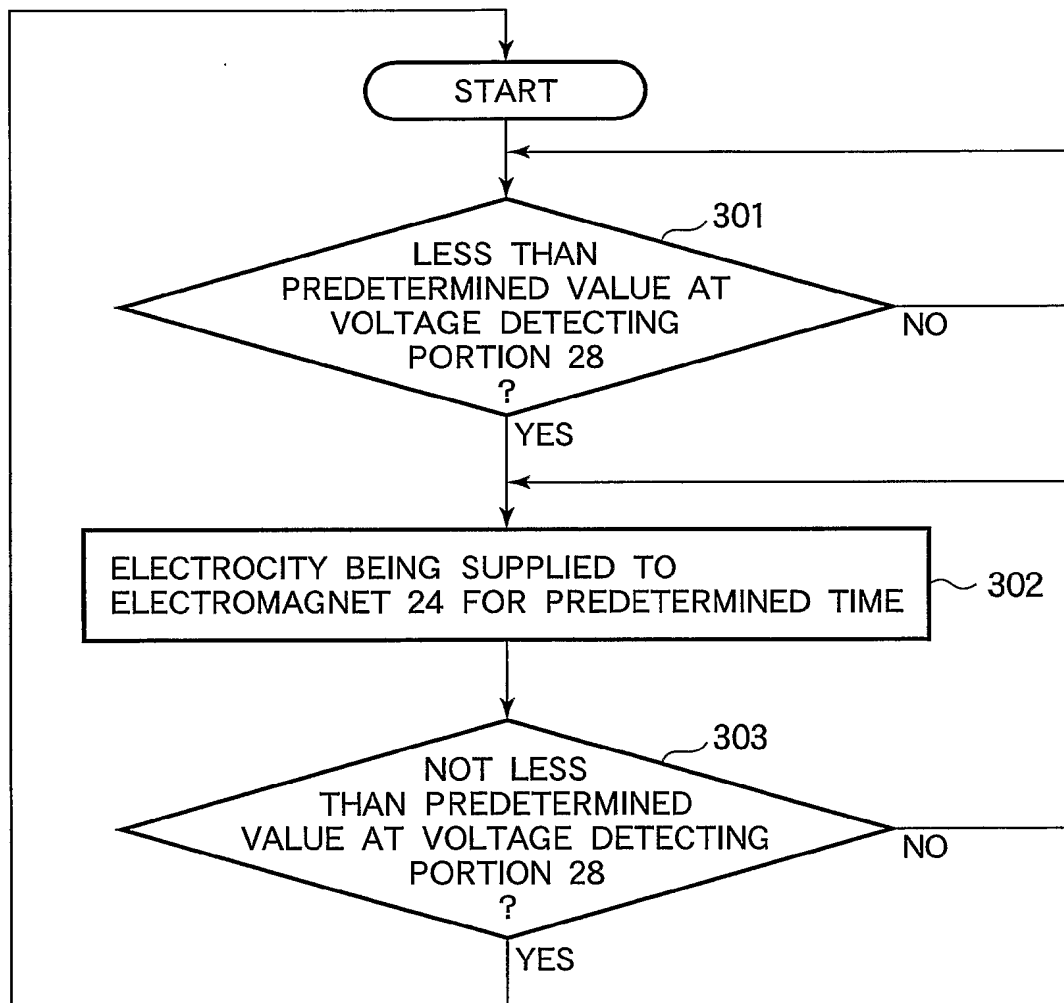 START
301
LESS THAN
PREDETERMINED VALUE AT
VOLTAGE DETECTING
PORTION 28
?
NO
YES
ELECTROCITY BEING SUPPLIED TO
ELECTROMAGNET 24 FOR PREDETERMINED TIME
302
303
NOT LESS
THAN PREDETERMINED
VALUE AT VOLTAGE DETECTING
PORTION 28
?
NO
YES